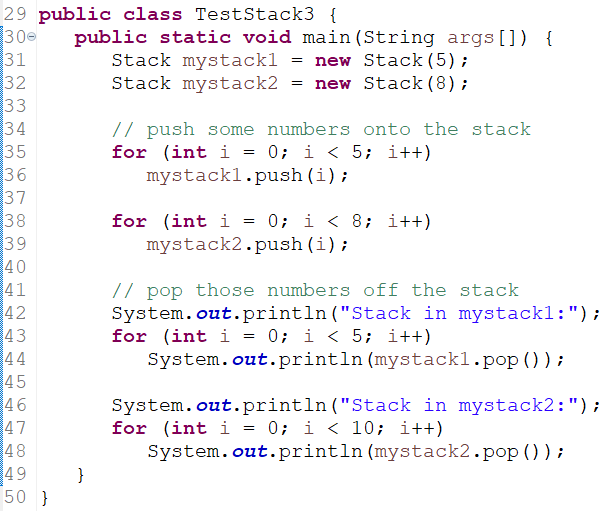 29 public class TestStack3 {
30 public static void main(String args[]) {
31 Stack mystack1 = new Stack(5);
32 Stack mystack2 = new Stack(8);
33
34 // push some numbers onto the stack
35 for (int i = 0; i < 5; i++)
36 mystack1.push(i);
37
38 for (int i = 0; i < 8; i++)
39 mystack2.push(i);
40
41 // pop those numbers off the stack
42 System.out.println("Stack in mystack1:");
43 for (int i = 0; i < 5; i++)
44 System.out.println(mystack1.pop());
45
46 System.out.println("Stack in mystack2:");
47 for (int i = 0; i < 10; i++)
48 System.out.println(mystack2.pop());
49 }
50 }